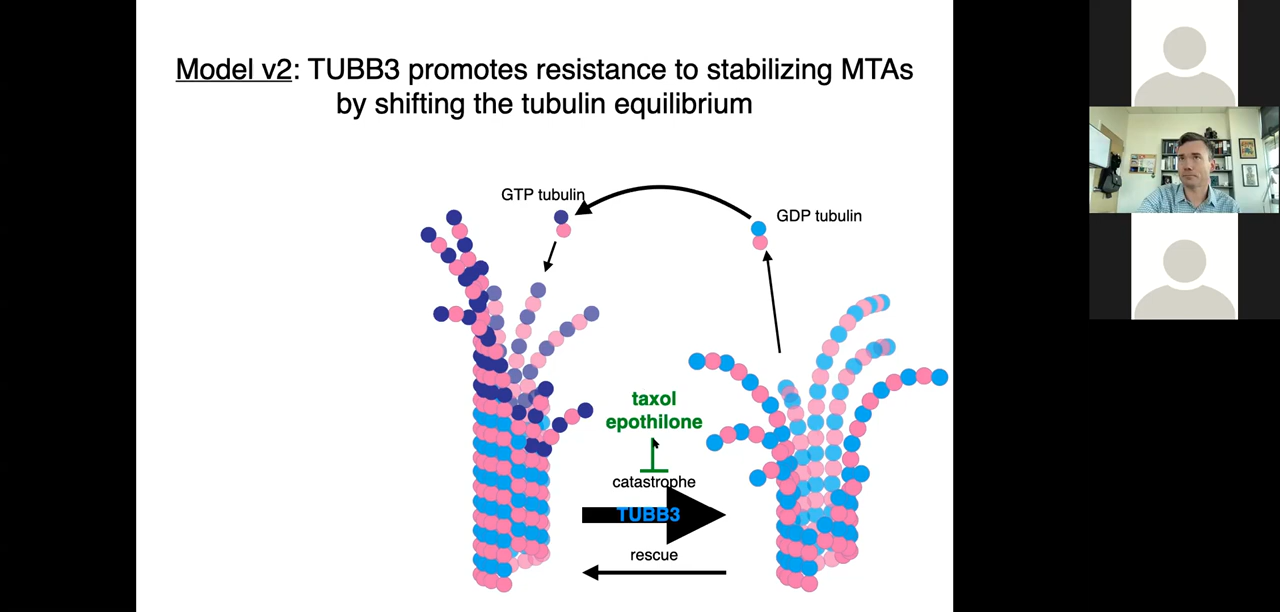 Model v2: TUBB3 promotes resistance to stabilizing MTAs
by shifting the tubulin equilibrium
GTP tubulin
GDP tubulin
taxol
epothilone
catastrophe
TUBB3
rescue